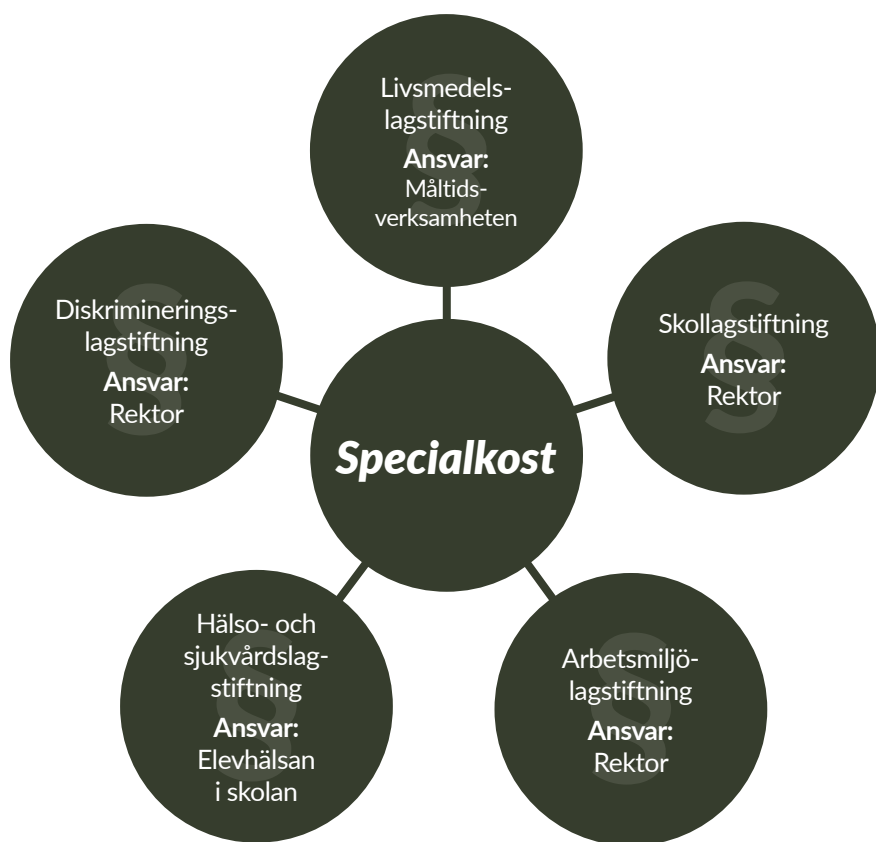 Livsmedels-
lagstiftning
Ansvar:
Måltids-
verksamheten
Diskriminerings-
lagstiftning
Ansvar:
Rektor
Skollagstiftning
Ansvar:
Rektor
Specialkost
Hälso- och
sjukvårdslag-
stiftning
Ansvar:
Elevhälsan
i skolan
Arbetsmiljö-
lagstiftning
Ansvar:
Rektor